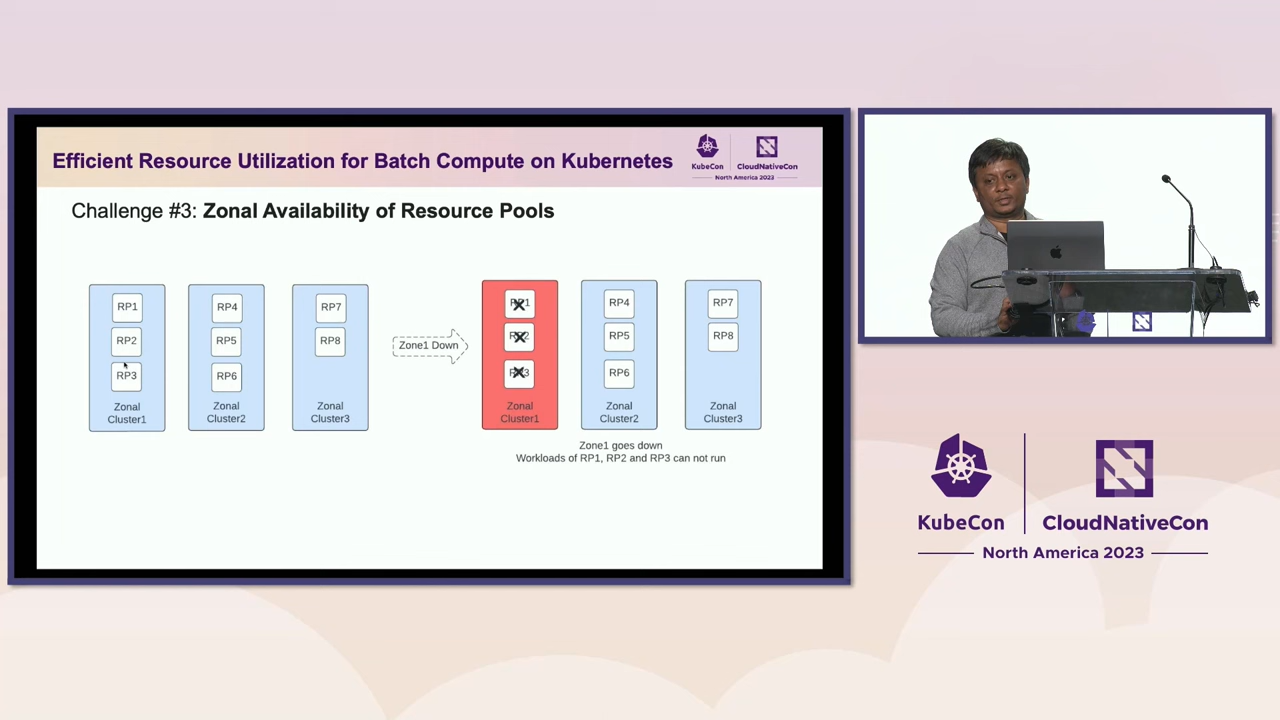 Efficient Resource Utilization for Batch Compute on Kubernetes
KubeCon
CloudNativeCon
North America 2023
Challenge #3: Zonal Availability of Resource Pools
RP1
RP2
RP3
Zonal
Cluster1
RP4
RP5
RP6
Zonal
Cluster2
RP7
RP8
Zonal
Cluster3
Zone1 Down
Zonal
Cluster1
RP4
RP5
RP6
Zonal
Cluster2
RP7
RP8
Zonal
Cluster3
Zone1 goes down
Workloads of RP1, RP2 and RP3 can not run
KubeCon
CloudNativeCon
North America 2023